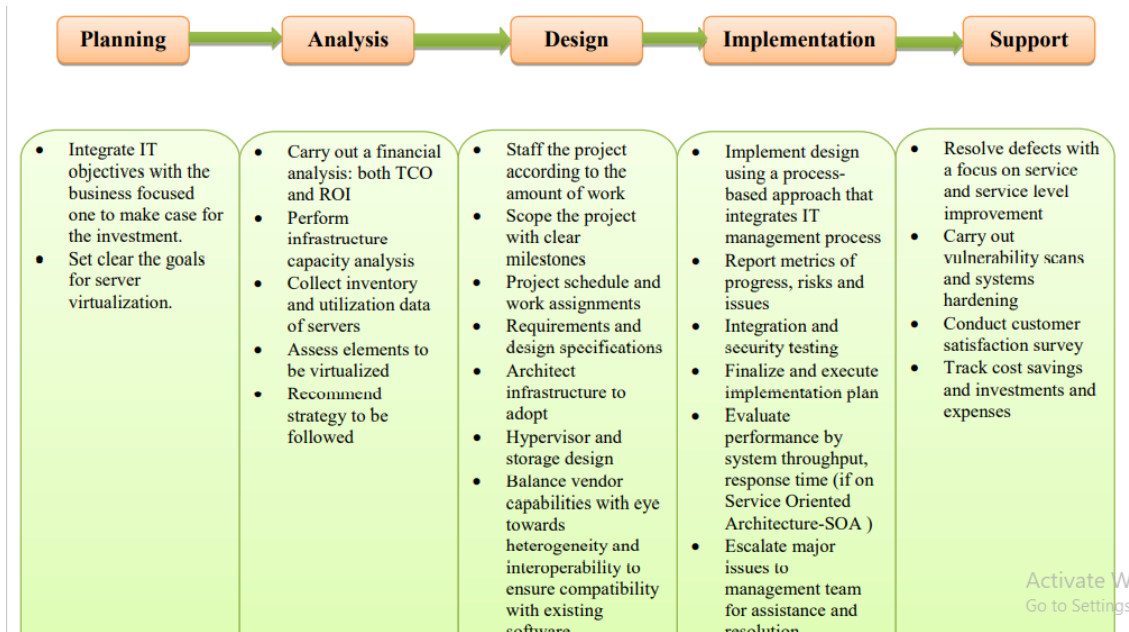 Planning
Analysis
Design
Implementation
Support
• Integrate IT
objectives with the
business focused
one to make case for
the investment.
• Set clear the goals
for server
virtualization.
• Carry out a financial
analysis: both TCO
and ROI
• Perform
infrastructure
capacity analysis
• Collect inventory
and utilization data
of servers
• Assess elements to
be virtualized
• Recommend
strategy to be
followed
• Staff the project
according to the
amount of work
• Scope the project
with clear
milestones
• Project schedule and
work assignments
• Requirements and
design specifications
• Architect
infrastructure to
adopt
• Hypervisor and
storage design
• Balance vendor
capabilities with eye
towards
heterogeneity and
interoperability to
ensure compatibility
with existing
software
• Implement design
using a process-
based approach that
integrates IT
management process
• Report metrics of
progress, risks and
issues
• Integration and
security testing
• Finalize and execute
implementation plan
• Evaluate
performance by
system throughput,
response time (if on
Service Oriented
Architecture-SOA )
• Escalate major
issues to
management team
for assistance and
resolution
• Resolve defects with
a focus on service
and service level
improvement
• Carry out
vulnerability scans
and systems
hardening
• Conduct customer
satisfaction survey
• Track cost savings
and investments and
expenses
Activate W
Go to Settings